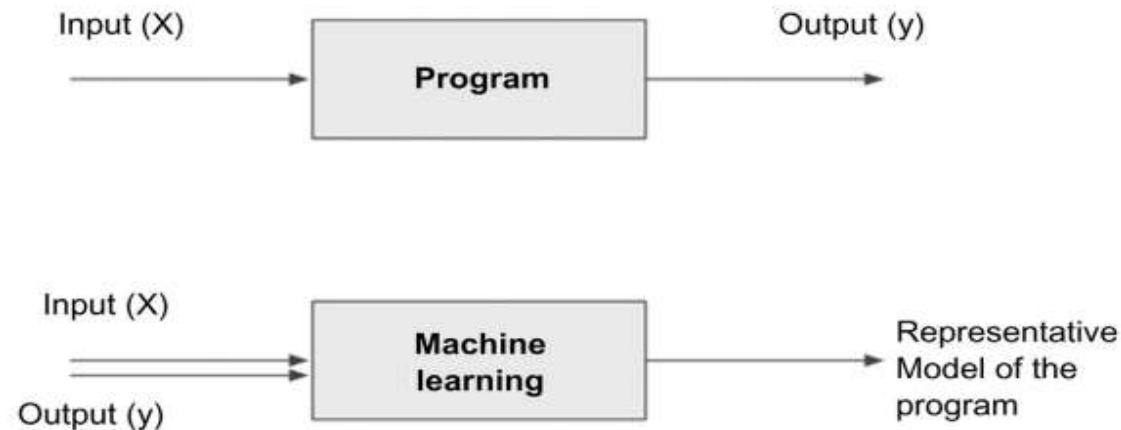 Input (X)
Output (y)
Program
Input (X)
Machine
learning
Output (y)
Representative
Model of the
program